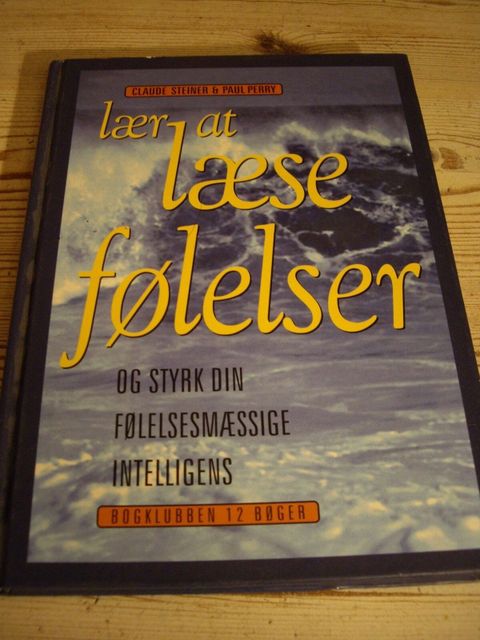 CLAUDE STEINER & PAUL PERRY
lær at
læse
følelser
OG STYRK DIN
FØLELSESMÆSSIGE
INTELLIGENS
BOGKLUBBEN 12 BØGER